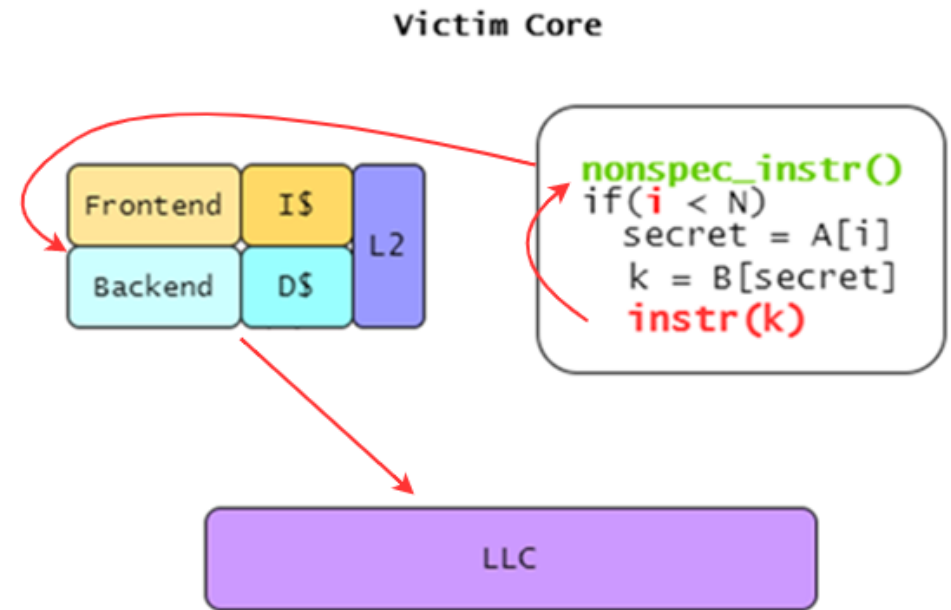 Victim Core
nonspec_instr()
if(i < N)
secret = A[i]
k = B[secret]
instr(k)
Frontend
I$
L2
Backend
D$
LLC